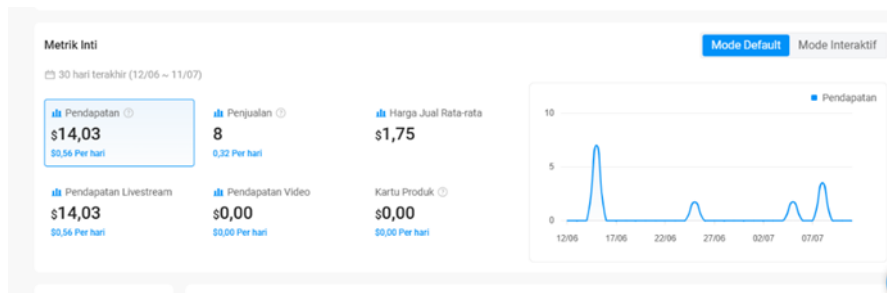 Metrik Inti
Mode Default Mode Interaktif
30 hari terakhir (12/06 ~ 11/07)
Pendapatan
$14,03
$0,56 Per hari
Penjualan
8
0,32 Per hari
Harga Jual Rata-rata
$1,75
Pendapatan Livestream
$14,03
$0,56 Per hari
Pendapatan Video
$0,00
$0,00 Per hari
Kartu Produk
$0,00
$0,00 Per hari
Pendapatan
10
5
0
12/06 17/06 22/06 27/06 02/07 07/07